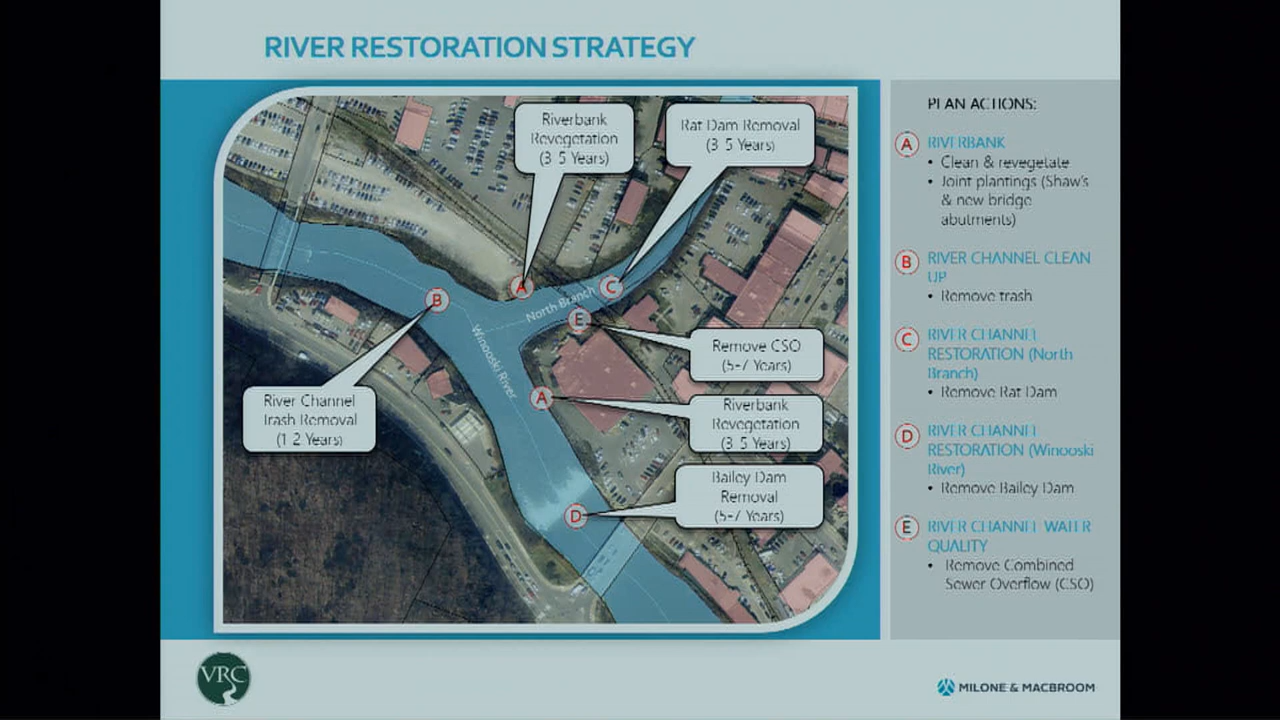 RIVER RESTORATION STRATEGY
Riverbank
Revegetation
(3-5 Years)
Rat Dam Removal
(3-5 Years)
A
C
North Branch
B
E
Winooski River
Remove CSO
(5-7 Years)
A
Riverbank
Revegetation
(3-5 Years)
River Channel
Trash Removal
(1-2 Years)
Bailey Dam
Removal
(5-7 Years)
D
PLAN ACTIONS:
A RIVERBANK
• Clean & revegetate
• Joint plantings (Shaw's
& new bridge
abutments)
B RIVER CHANNEL CLEAN
UP
• Remove trash
C RIVER CHANNEL
RESTORATION (North
Branch)
• Remove Rat Dam
D RIVER CHANNEL
RESTORATION (Winooski
River)
• Remove Bailey Dam
E RIVER CHANNEL WATER
QUALITY
• Remove Combined
Sewer Overflow (CSO)
VRC
MILONE & MACBROOM